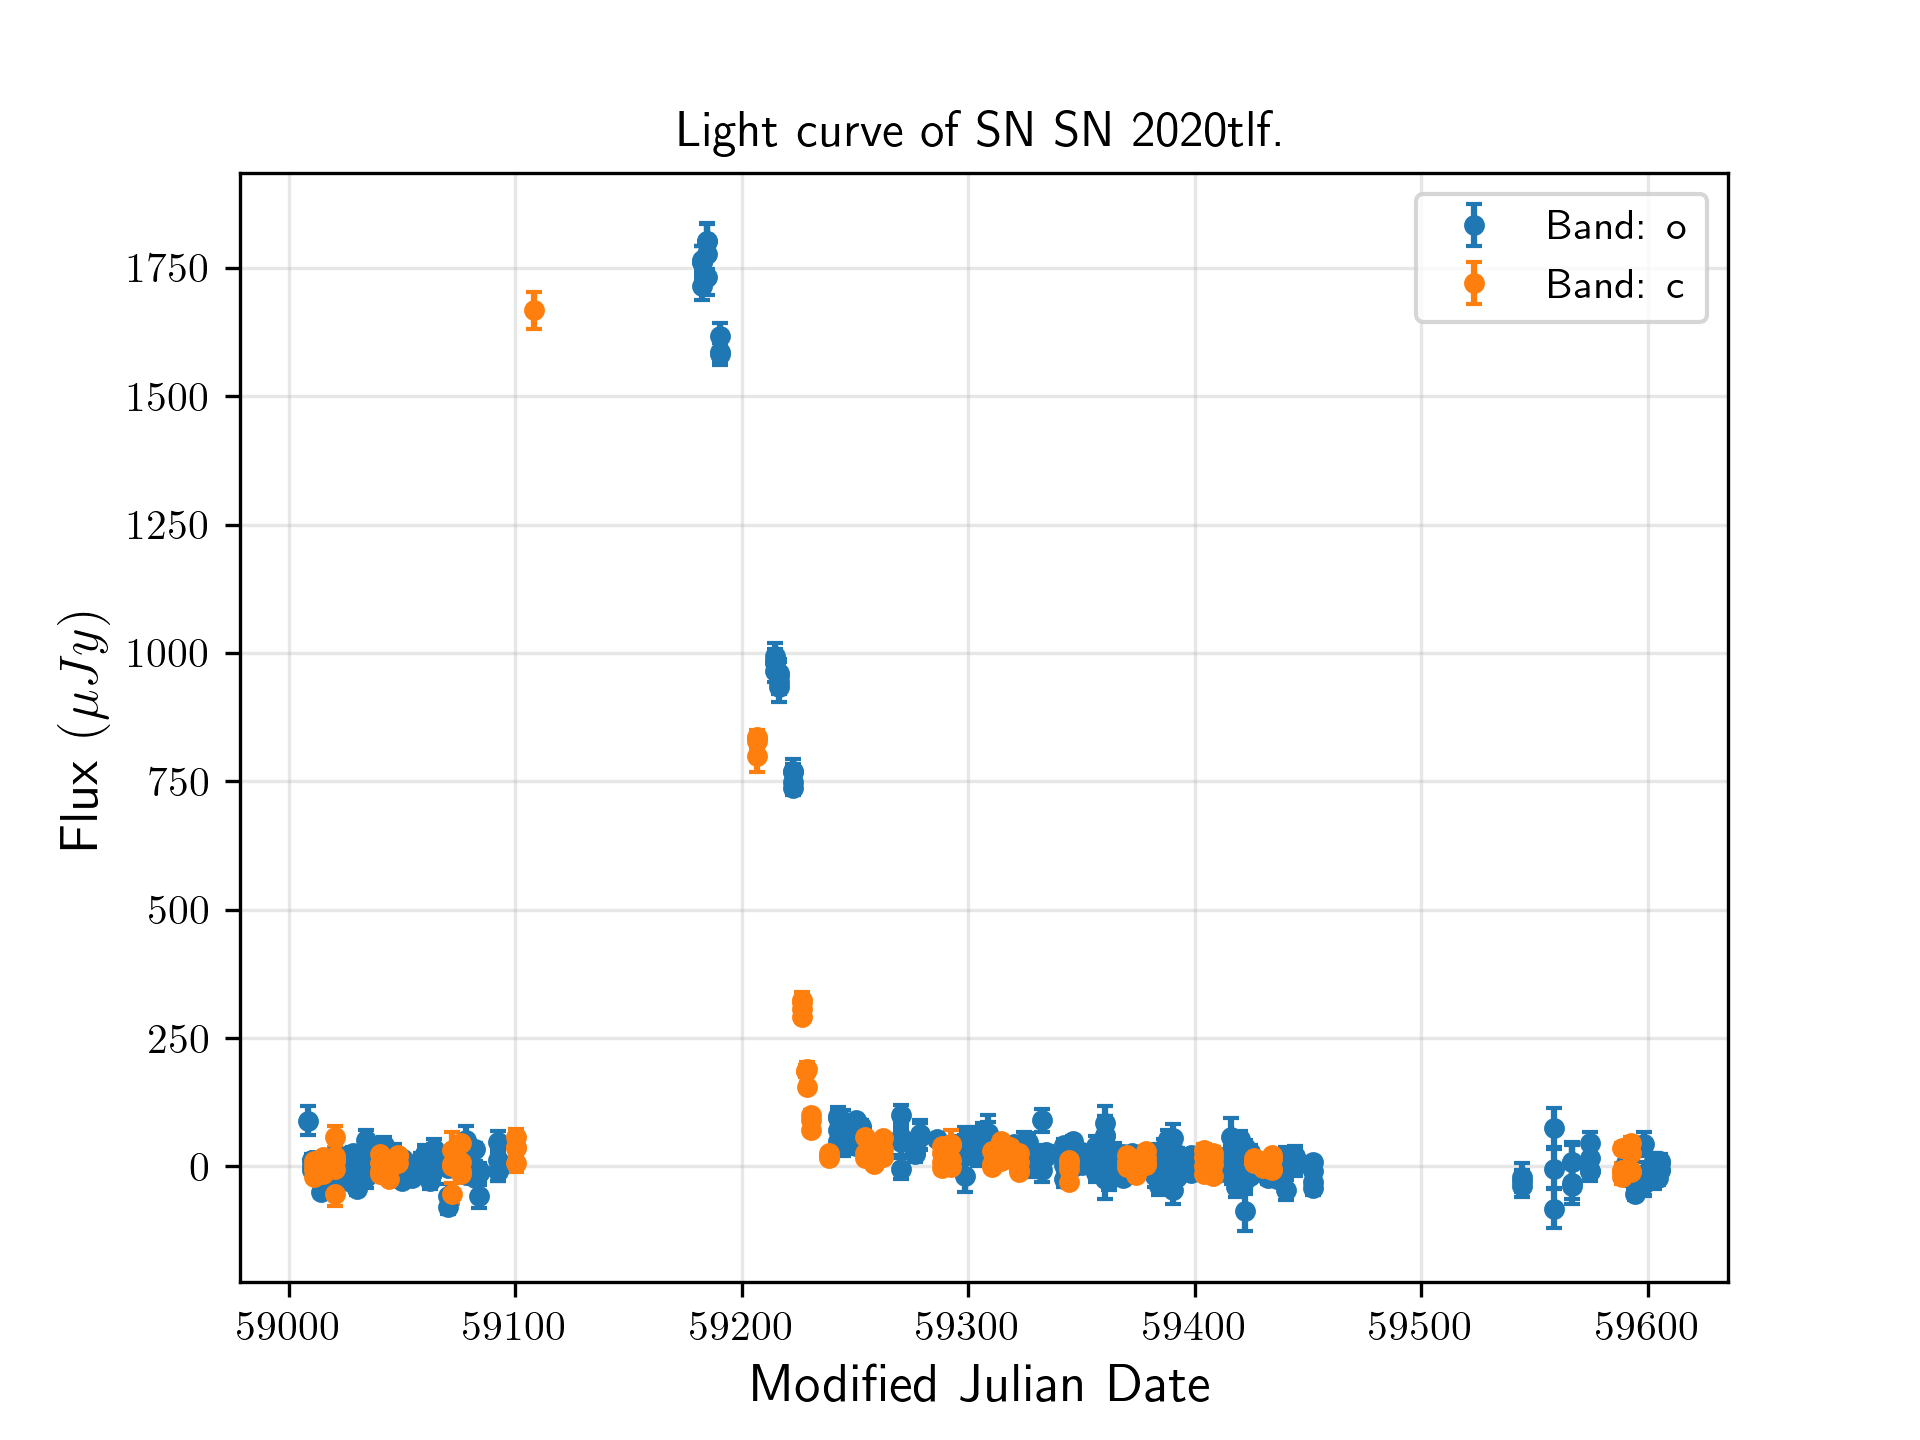 Light curve of SN SN 2020tlf.
Band: o
Band: c
Flux (μJy)
1750
1500
1250
1000
750
500
250
0
59000 59100 59200 59300 59400 59500 59600
Modified Julian Date